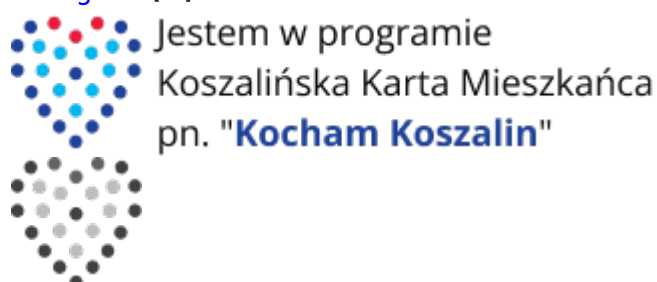 Jestem w programie
Koszalińska Karta Mieszkańca
pn. "Kocham Koszalin"